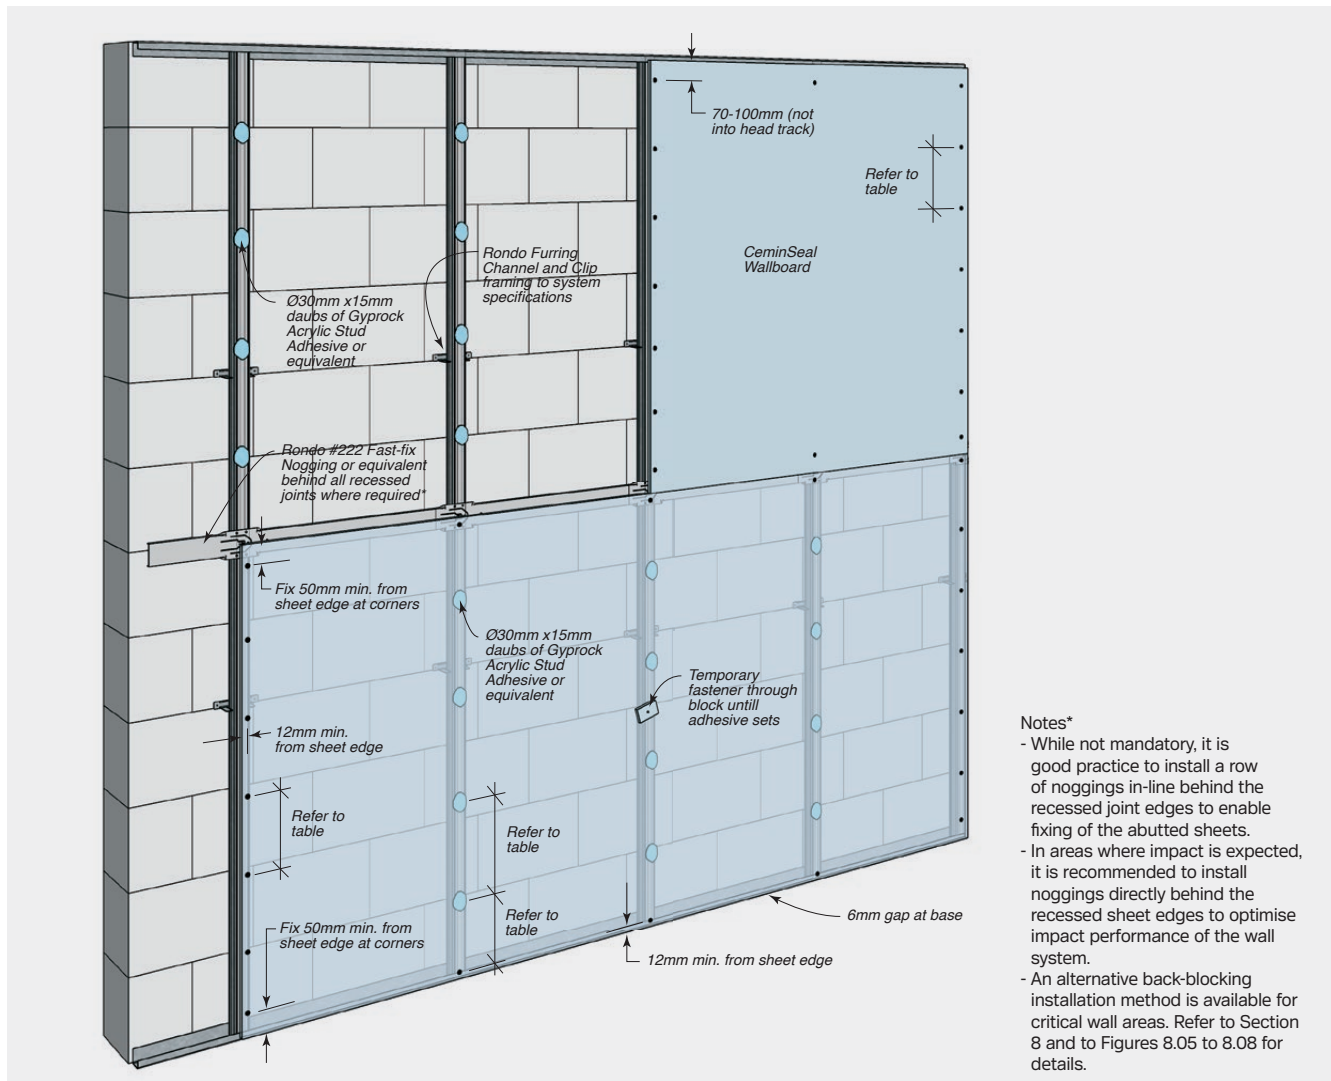 70-100mm (not
into head track)
Refer to
table
CeminSeal
Wallboard
Rondo Furring
Channel and Clip
framing to system
specifications
Ø30mm x15mm
daubs of Gyprock
Acrylic Stud
Adhesive or
equivalent
Rondo #222 Fast-fix
Nogging or equivalent
behind all recessed
joints where required*
Fix 50mm min. from
sheet edge at corners
Ø30mm x15mm
daubs of Gyprock
Acrylic Stud
Adhesive or
equivalent
Temporary
fastener through
block untill
adhesive sets
12mm min.
from sheet edge
Refer to
table
Refer to
table
Refer to
table
Fix 50mm min. from
sheet edge at corners
6mm gap at base
12mm min. from sheet edge
Notes*
- While not mandatory, it is
good practice to install a row
of noggings in-line behind the
recessed joint edges to enable
fixing of the abutted sheets.
- In areas where impact is expected,
it is recommended to install
noggings directly behind the
recessed sheet edges to optimise
impact performance of the wall
system.
- An alternative back-blocking
installation method is available for
critical wall areas. Refer to Section
8 and to Figures 8.05 to 8.08 for
details.